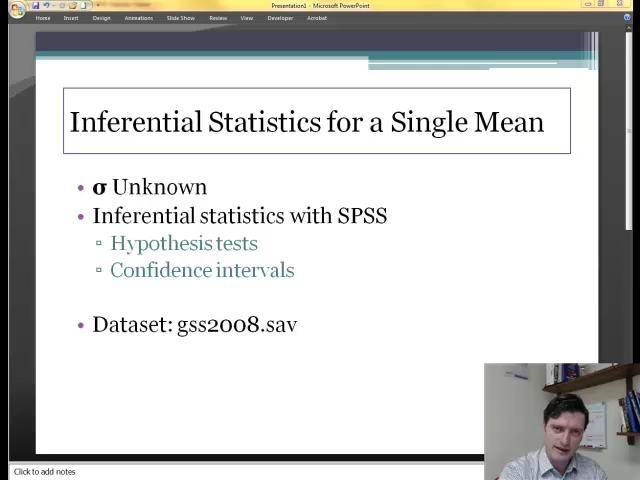 Presentation1 - Microsoft PowerPoint
Home Insert Design Animations Slide Show Review View Developer Acrobat
Inferential Statistics for a Single Mean
• σ Unknown
• Inferential statistics with SPSS
▫ Hypothesis tests
▫ Confidence intervals
• Dataset: gss2008.sav
Click to add notes